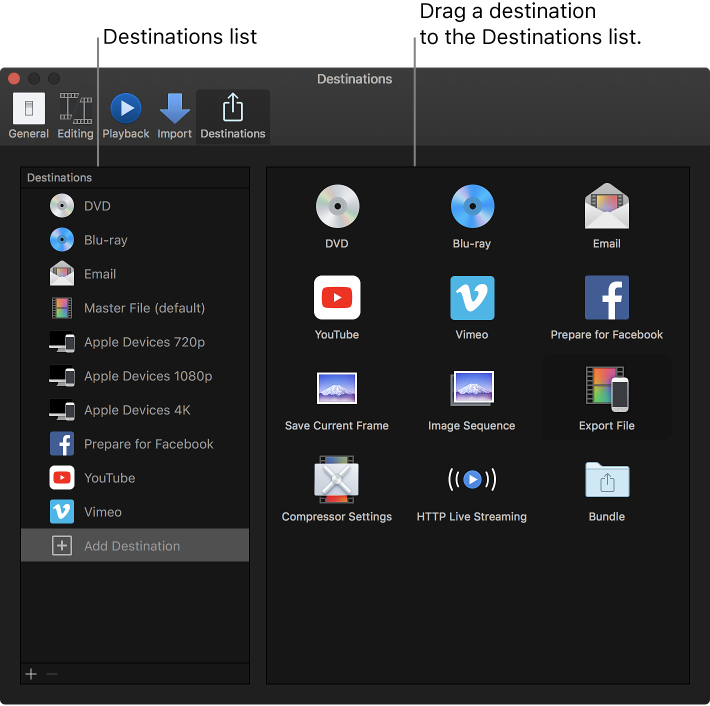 Destinations list
Drag a destination
to the Destinations list.
Destinations
General Editing Playback Import Destinations
Destinations
DVD
Blu-ray
Email
Master File (default)
Apple Devices 720p
Apple Devices 1080p
Apple Devices 4K
Prepare for Facebook
YouTube
Vimeo
Add Destination
DVD Blu-ray Email
YouTube Vimeo Prepare for Facebook
Save Current Frame Image Sequence Export File
Compressor Settings HTTP Live Streaming Bundle